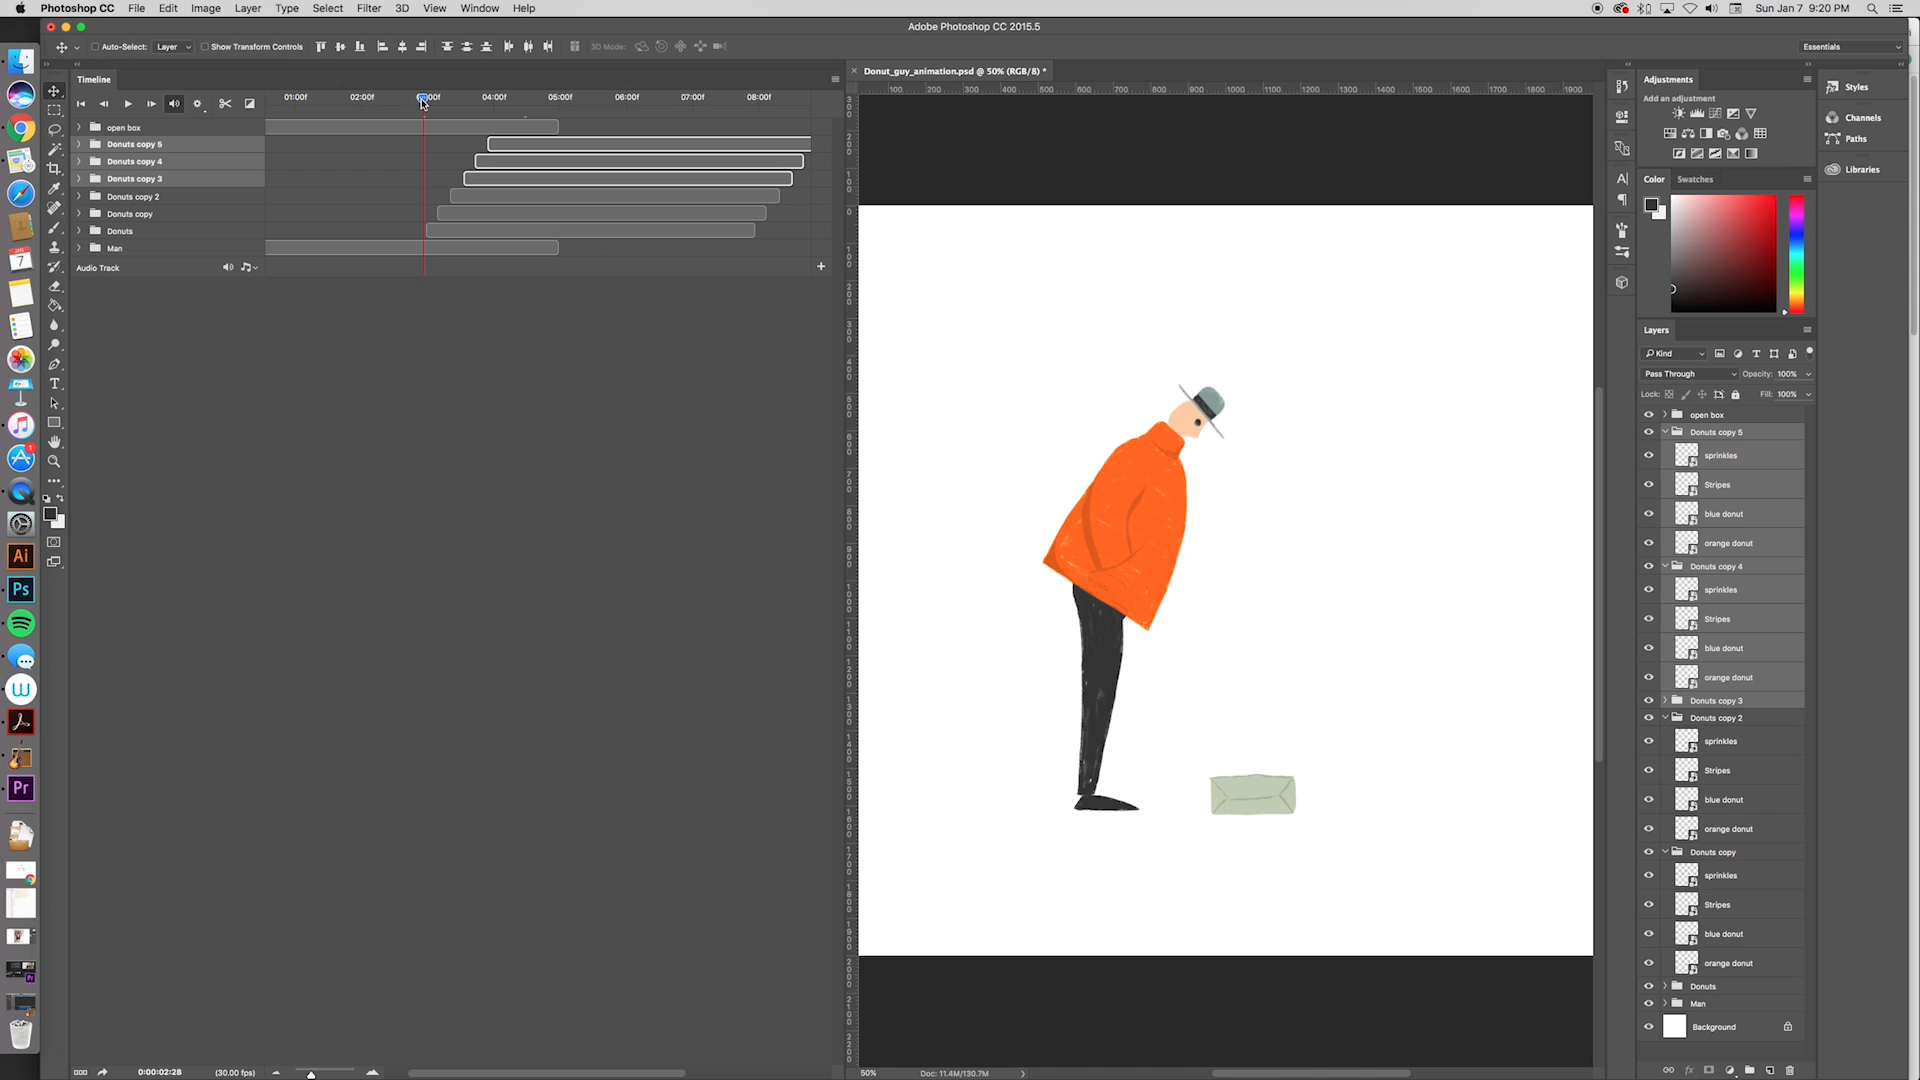 Photoshop CC File Edit Image Layer Type Select Filter 3D View Window Help Sun Jan 7 9:20 PM
Adobe Photoshop CC 2015.5
Auto-Select: Layer Show Transform Controls 3D Mode: Essentials
Timeline
Donut_guy_animation.psd @ 50% (RGB/8) *
01:00f 02:00f 04:00f 05:00f 06:00f 07:00f 08:00f
100 200 300 400 500 600 700 800 900 1000 1100 1200 1300 1400 1500 1600 1700 1800 1900
open box
Donuts copy 5
Donuts copy 4
Donuts copy 3
Donuts copy 2
Donuts copy
Donuts
Man
Audio Track
0:00:02:28 (30.00 fps)
50% Doc: 11.4M/130.7M
Adjustments
Add an adjustment
Styles
Channels
Paths
Libraries
Color Swatches
Layers
Kind
Pass Through Opacity: 100%
Lock: Fill: 100%
open box
Donuts copy 5
sprinkles
Stripes
blue donut
orange donut
Donuts copy 4
sprinkles
Stripes
blue donut
orange donut
Donuts copy 3
Donuts copy 2
sprinkles
Stripes
blue donut
orange donut
Donuts copy
sprinkles
Stripes
blue donut
orange donut
Donuts
Man
Background
7
Ai
Ps
W
Pr